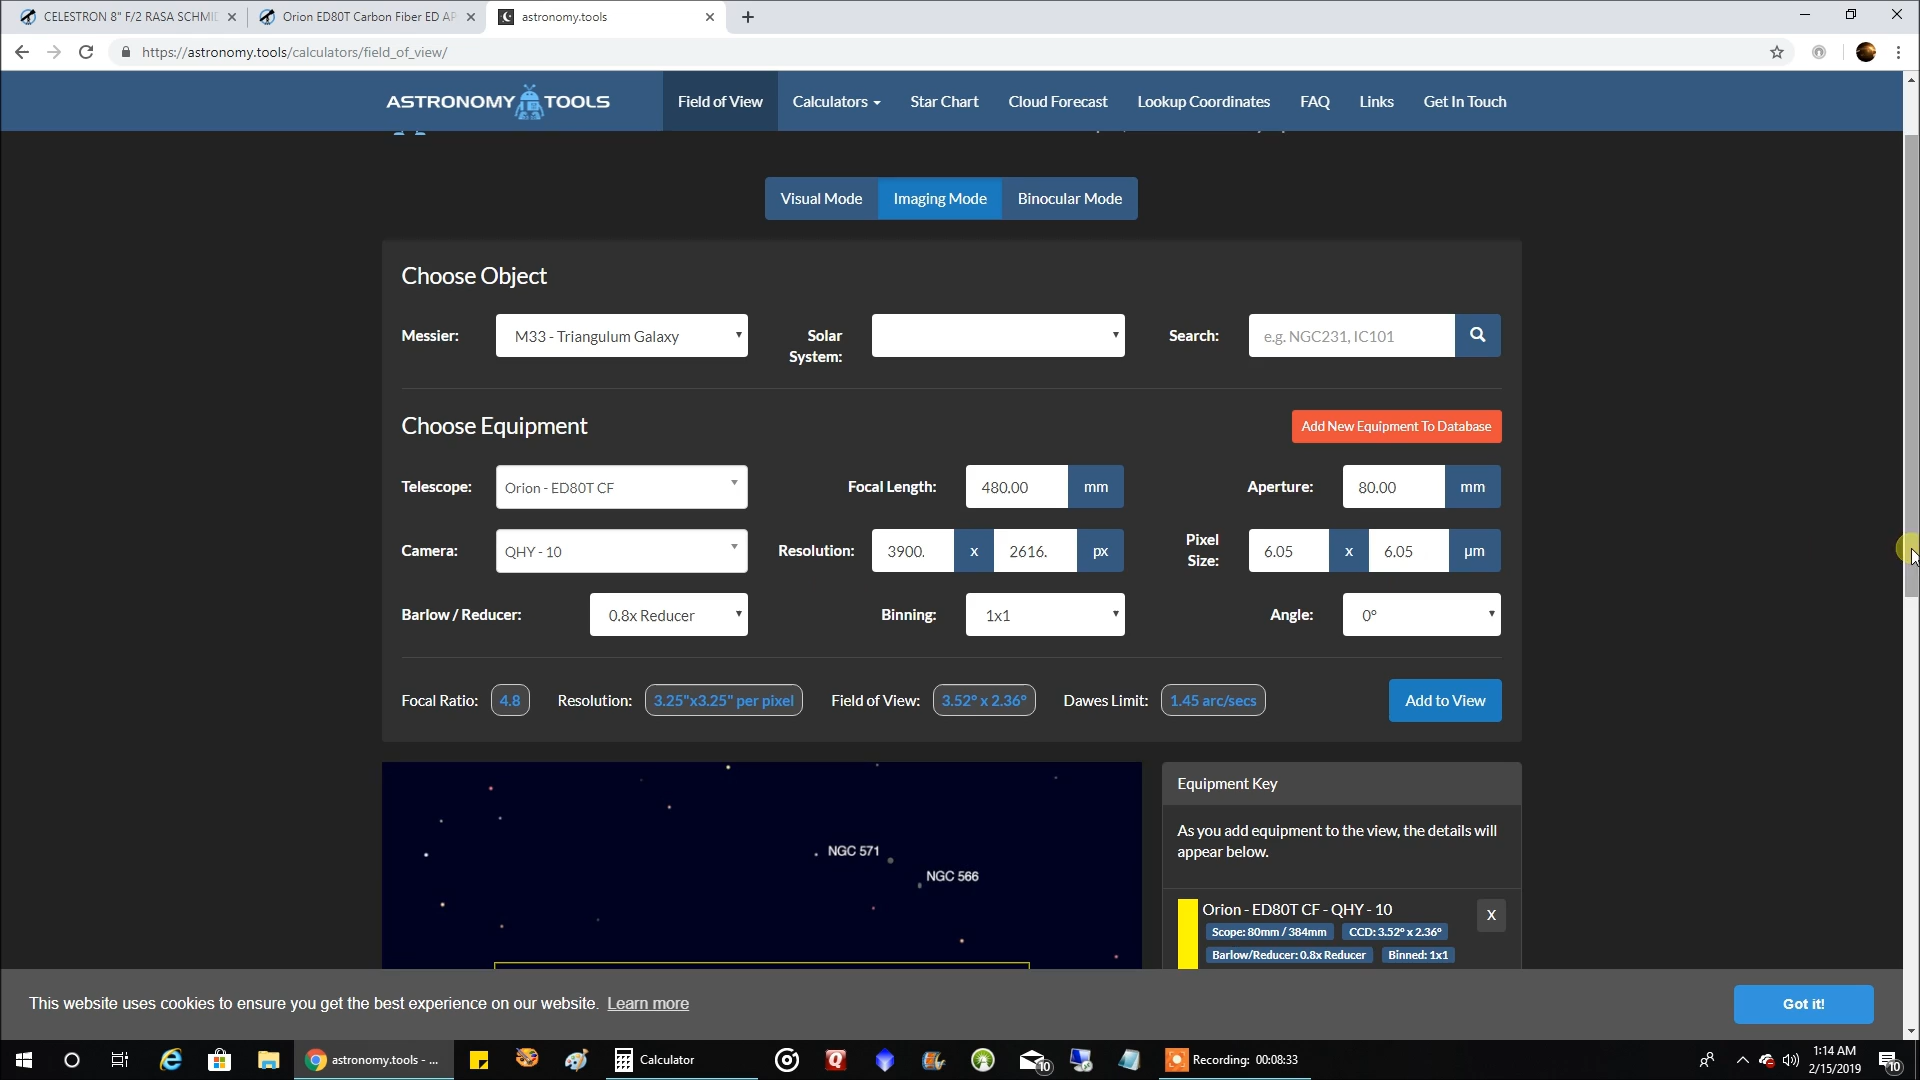 CELESTRON 8" F/2 RASA SCHMI
Orion ED80T Carbon Fiber ED AP
astronomy.tools
https://astronomy.tools/calculators/field_of_view/
ASTRONOMY TOOLS
Field of View
Calculators
Star Chart
Cloud Forecast
Lookup Coordinates
FAQ
Links
Get In Touch
Visual Mode
Imaging Mode
Binocular Mode
Choose Object
Messier:
M33 - Triangulum Galaxy
Solar
System:
Search:
e.g. NGC231, IC101
Choose Equipment
Add New Equipment To Database
Telescope:
Orion - ED80T CF
Focal Length:
480.00
mm
Aperture:
80.00
mm
Camera:
QHY - 10
Resolution:
3900.
x
2616.
px
Pixel
Size:
6.05
x
6.05
µm
Barlow / Reducer:
0.8x Reducer
Binning:
1x1
Angle:
0°
Focal Ratio:
4.8
Resolution:
3.25"x3.25" per pixel
Field of View:
3.52° x 2.36°
Dawes Limit:
1.45 arc/secs
Add to View
NGC 571
NGC 566
Equipment Key
As you add equipment to the view, the details will
appear below.
Orion - ED80T CF - QHY - 10
X
Scope: 80mm / 384mm
CCD: 3.52° x 2.36°
Barlow/Reducer: 0.8x Reducer
Binned: 1x1
This website uses cookies to ensure you get the best experience on our website. Learn more
Got it!
astronomy.tools - ...
Calculator
10
Recording: 00:08:33
1:14 AM
2/15/2019
10